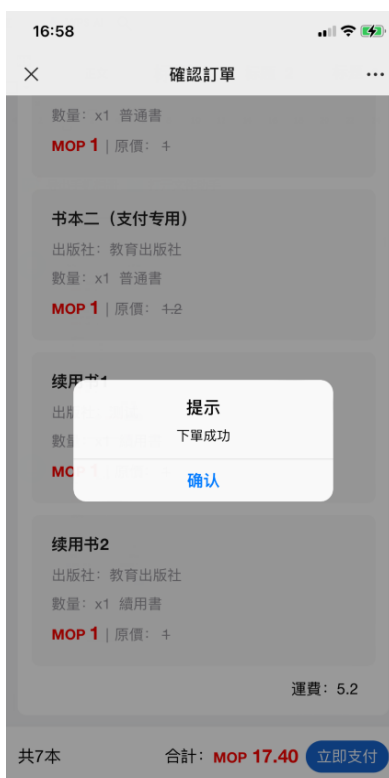 16:58
確認訂單
數量：x1 普通書
MOP 1 | 原價： 1
书本二（支付专用）
出版社：教育出版社
數量：x1 普通書
MOP 1 | 原價： 1.2
续用书1
提示
下單成功
确认
续用书2
出版社：教育出版社
數量：x1 續用書
MOP 1 | 原價： 1
運費：5.2
共7本
合計：MOP 17.40
立即支付